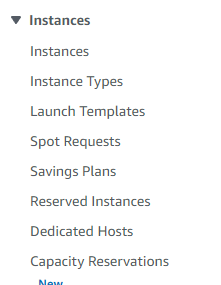 Instances
Instances
Instance Types
Launch Templates
Spot Requests
Savings Plans
Reserved Instances
Dedicated Hosts
Capacity Reservations
New